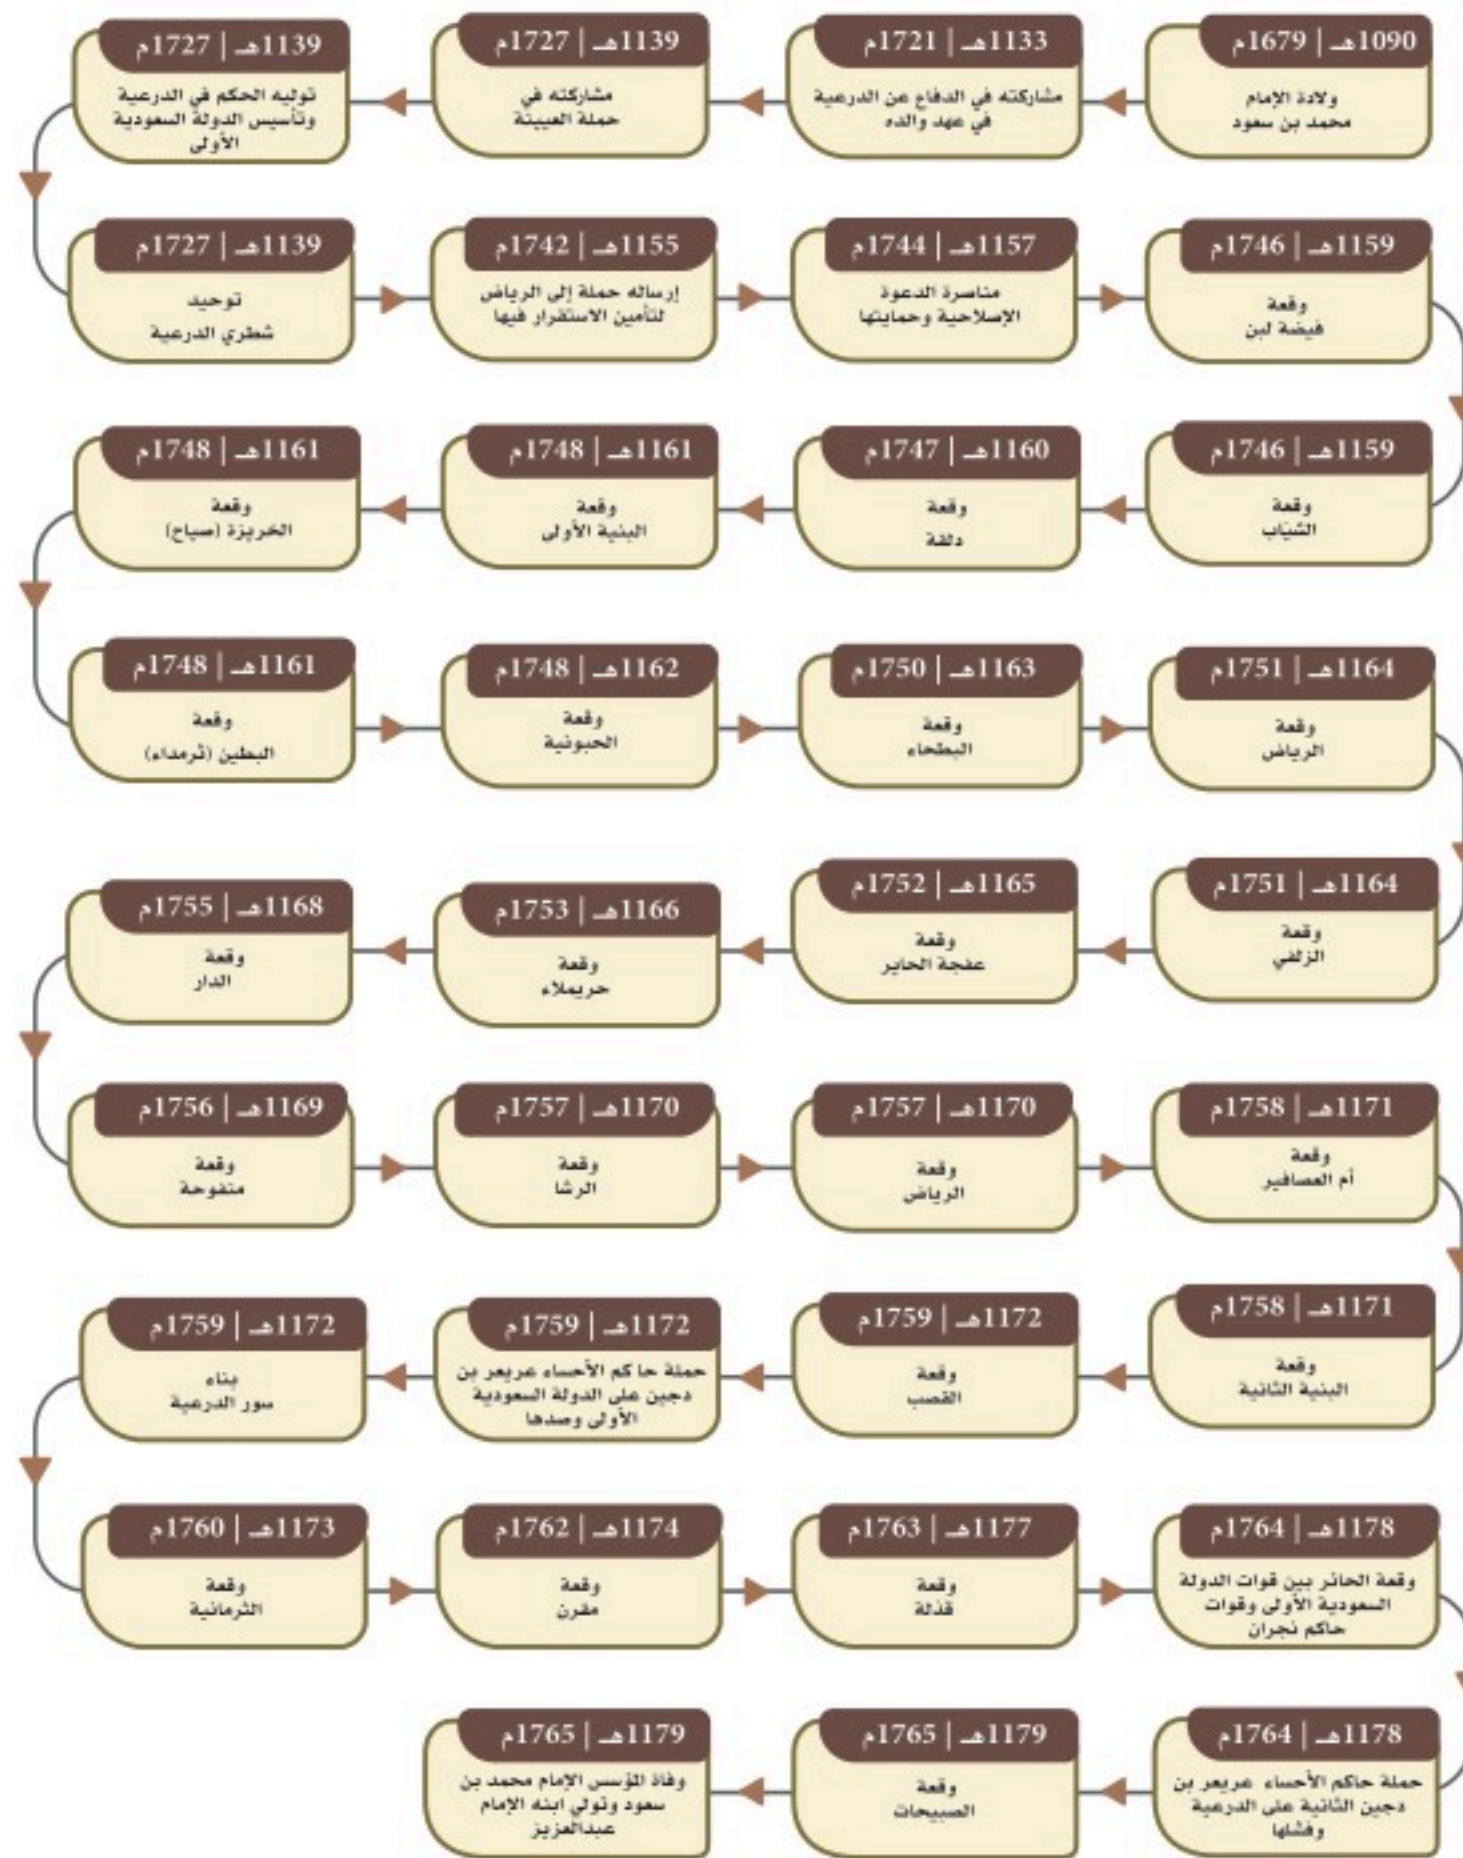 1090هـ | 1679م
ولادة الإمام
محمد بن سعود
1133هـ | 1721م
مشاركته في الدفاع عن الدرعية
في عهد والده
1139هـ | 1727م
مشاركته في
حملة العيينة
1139هـ | 1727م
توليه الحكم في الدرعية
وتأسيس الدولة السعودية
الأولى
1139هـ | 1727م
توحيد
شطري الدرعية
1155هـ | 1742م
إرساله حملة إلى الرياض
لتأمين الاستقرار فيها
1157هـ | 1744م
مناصرة الدعوة
الإصلاحية وحمايتها
1159هـ | 1746م
وقعة
فيضة لبن
1159هـ | 1746م
وقعة
الشيّاب
1160هـ | 1747م
وقعة
دلقة
1161هـ | 1748م
وقعة
البنية الأولى
1161هـ | 1748م
وقعة
الخريزة (صياح)
1161هـ | 1748م
وقعة
البطين (ثرمداء)
1162هـ | 1748م
وقعة
الحبونية
1163هـ | 1750م
وقعة
البطحاء
1164هـ | 1751م
وقعة
الرياض
1164هـ | 1751م
وقعة
الزلفي
1165هـ | 1752م
وقعة
عفجة الحاير
1166هـ | 1753م
وقعة
حريملاء
1168هـ | 1755م
وقعة
الدار
1169هـ | 1756م
وقعة
منفوحة
1170هـ | 1757م
وقعة
الرشا
1170هـ | 1757م
وقعة
الرياض
1171هـ | 1758م
وقعة
أم العصافير
1171هـ | 1758م
وقعة
البنية الثانية
1172هـ | 1759م
وقعة
القصب
1172هـ | 1759م
حملة حاكم الأحساء عريعر بن
دجين على الدولة السعودية
الأولى وصدها
1172هـ | 1759م
بناء
سور الدرعية
1173هـ | 1760م
وقعة
الثرمانية
1174هـ | 1762م
وقعة
مقرن
1177هـ | 1763م
وقعة
قذلة
1178هـ | 1764م
وقعة الحائر بين قوات الدولة
السعودية الأولى وقوات
حاكم نجران
1178هـ | 1764م
حملة حاكم الأحساء عريعر بن
دجين الثانية على الدرعية
وفشلها
1179هـ | 1765م
وقعة
الصبيحات
1179هـ | 1765م
وفاة المؤسس الإمام محمد بن
سعود وتولي ابنه الإمام
عبدالعزيز